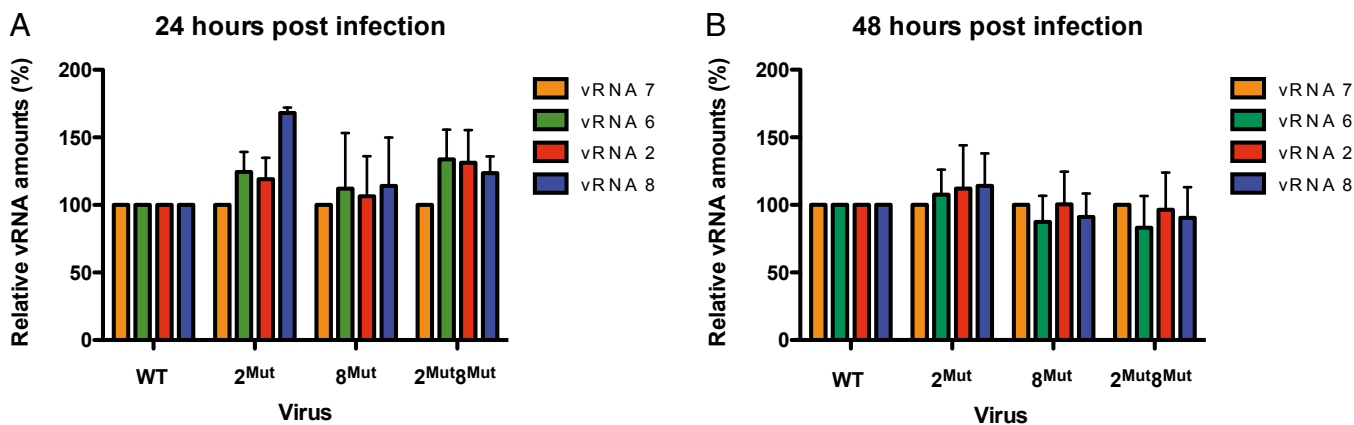 A
24 hours post infection
Relative vRNA amounts (%)
200
150
100
50
0
WT
2Mut
8Mut
2Mut8Mut
Virus
vRNA 7
vRNA 6
vRNA 2
vRNA 8
B
48 hours post infection
Relative vRNA amounts (%)
200
150
100
50
0
WT
2Mut
8Mut
2Mut8Mut
Virus
vRNA 7
vRNA 6
vRNA 2
vRNA 8